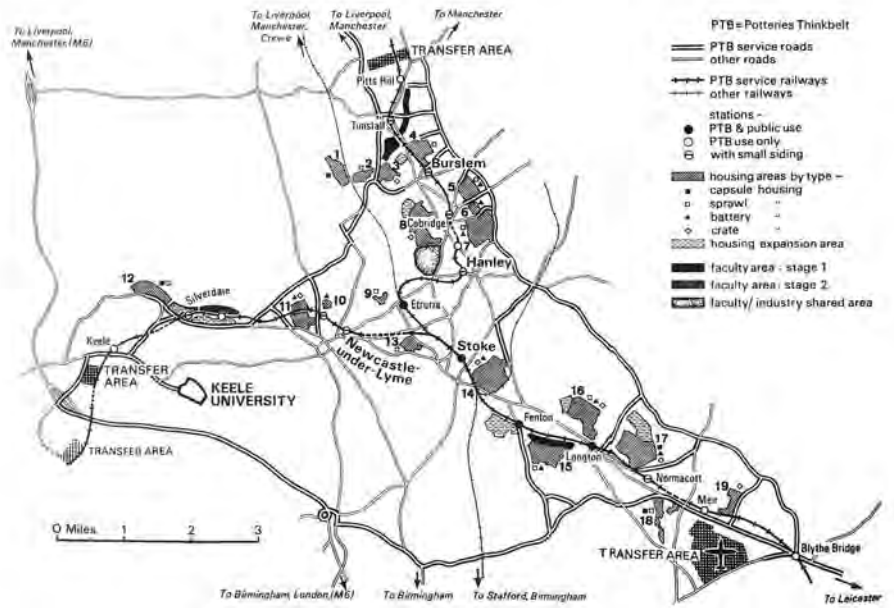 To Liverpool,
Manchester, (M6)
To Liverpool,
Manchester,
Crewe
To Liverpool,
Manchester
To Manchester
TRANSFER AREA
Pitts Hill
Tunstall
4
Burslem
1
2
3
5
6
8
Cobridge
7
Hanley
12
Silverdale
11
10
9
Etruria
Keele
Newcastle-
under-Lyme
13
Stoke
14
TRANSFER
AREA
KEELE
UNIVERSITY
TRANSFER AREA
16
Fenton
17
15
Longton
Normacott
19
Meir
18
TRANSFER AREA
Blythe Bridge
0 Miles
1
2
3
To Birmingham, London, (M6)
To Birmingham
To Stafford, Birmingham
To Leicester
PTB = Potteries Thinkbelt
PTB service roads
other roads
PTB service railways
other railways
stations –
PTB & public use
PTB use only
with small siding
housing areas by type –
capsule housing
sprawl "
battery "
crate "
housing expansion area
faculty area : stage 1
faculty area : stage 2
faculty/industry shared area